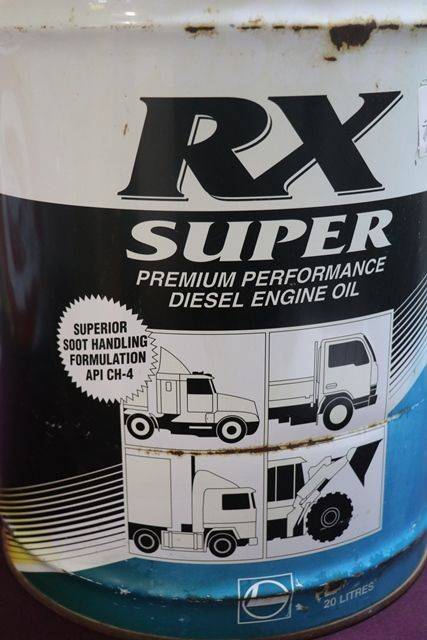 RX
SUPER
PREMIUM PERFORMANCE
DIESEL ENGINE OIL
SUPERIOR
SOOT HANDLING
FORMULATION
API CH-4
20 LITRES